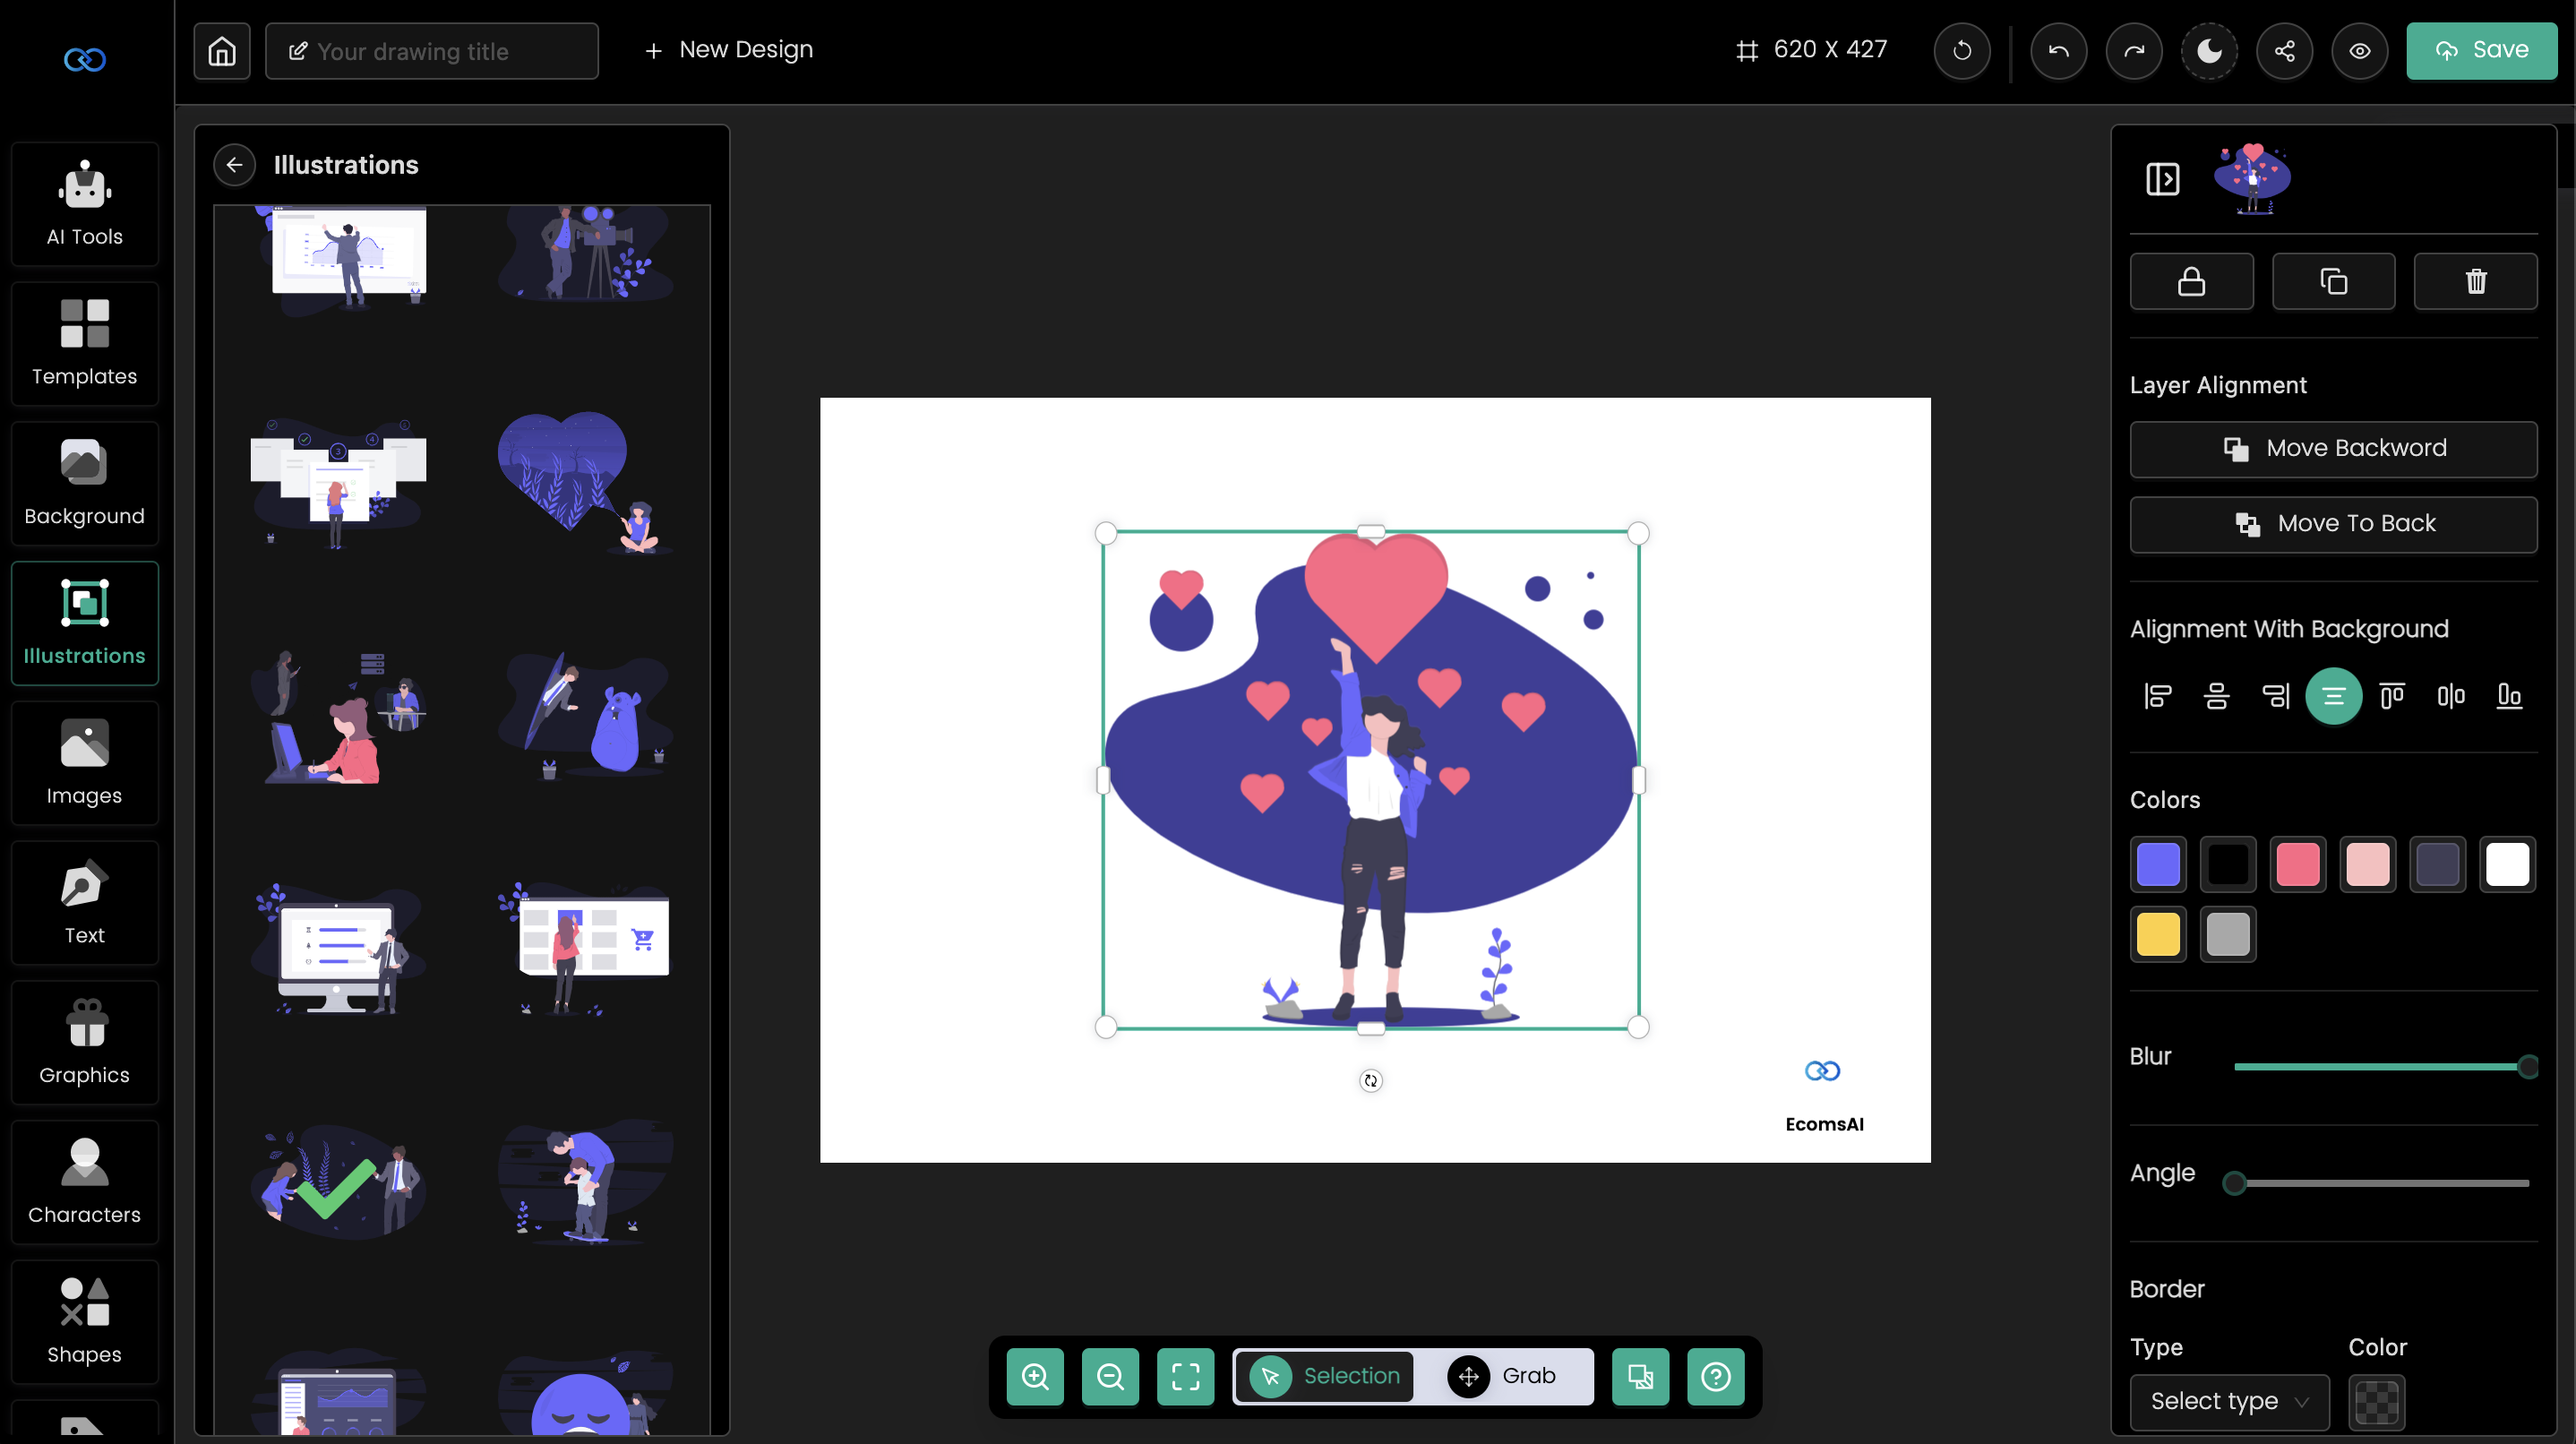 Your drawing title
New Design
620 X 427
Save
AI Tools
Templates
Background
Illustrations
Images
Text
Graphics
Characters
Shapes
Illustrations
3
4
EcomsAI
Selection
Grab
Layer Alignment
Move Backword
Move To Back
Alignment With Background
Colors
Blur
Angle
Border
Type
Color
Select type